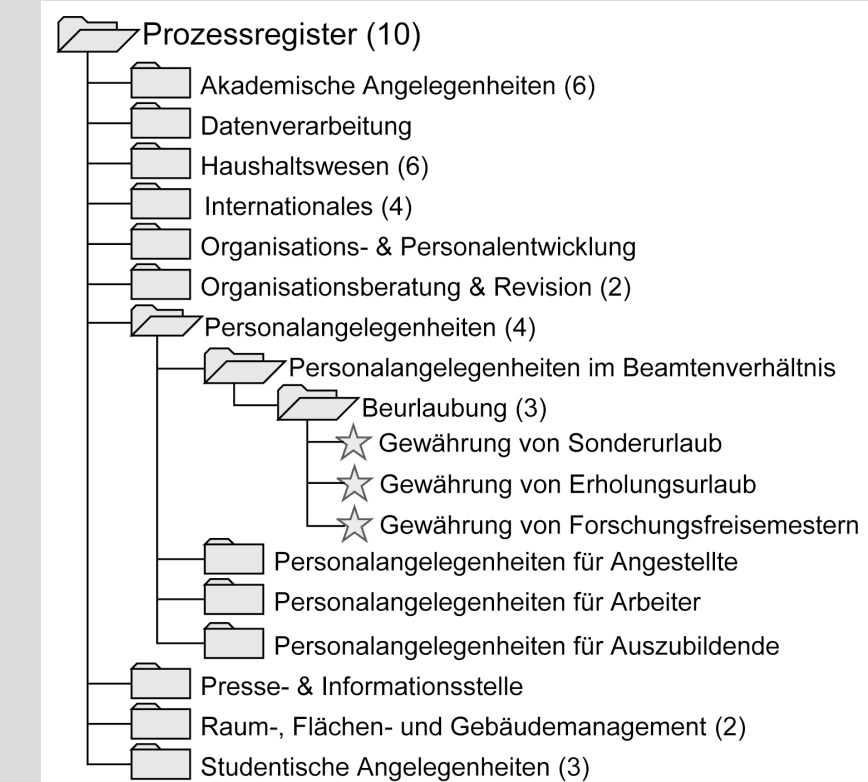 Prozessregister (10)
Akademische Angelegenheiten (6)
Datenverarbeitung
Haushaltswesen (6)
Internationales (4)
Organisations- & Personalentwicklung
Organisationsberatung & Revision (2)
Personalangelegenheiten (4)
Personalangelegenheiten im Beamtenverhältnis
Beurlaubung (3)
Gewährung von Sonderurlaub
Gewährung von Erholungsurlaub
Gewährung von Forschungsfreisemestern
Personalangelegenheiten für Angestellte
Personalangelegenheiten für Arbeiter
Personalangelegenheiten für Auszubildende
Presse- & Informationsstelle
Raum-, Flächen- und Gebäudemanagement (2)
Studentische Angelegenheiten (3)